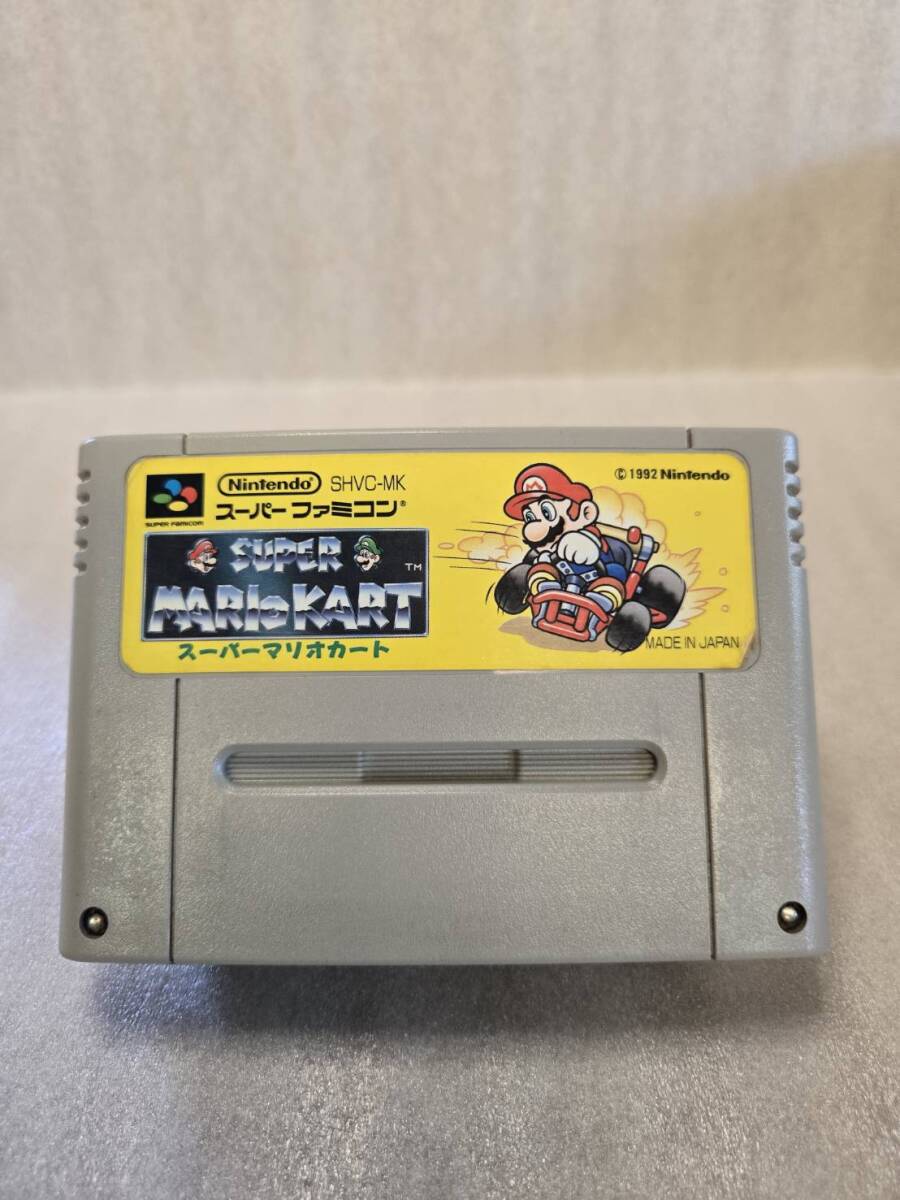 SUPER FAMICOM
Nintendo SHVC-MK
スーパーファミコン®
© 1992 Nintendo
SUPER
MARIO KART ™
スーパーマリオカート
M
MADE IN JAPAN